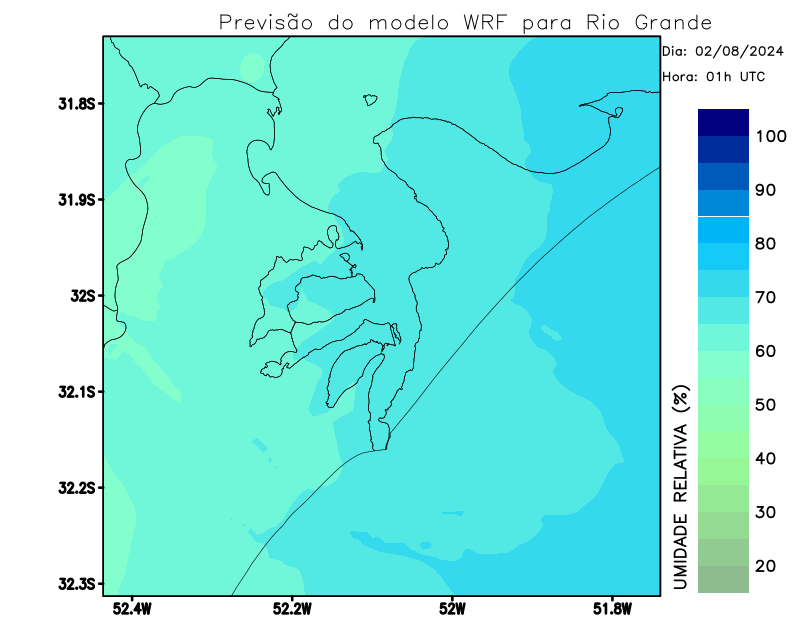 Previsão do modelo WRF para Rio Grande
Dia: 02/08/2024
Hora: 01h UTC
31.8S
31.9S
32S
32.1S
32.2S
32.3S
52.4W
52.2W
52W
51.8W
100
90
80
70
60
50
40
30
20
UMIDADE RELATIVA (%)